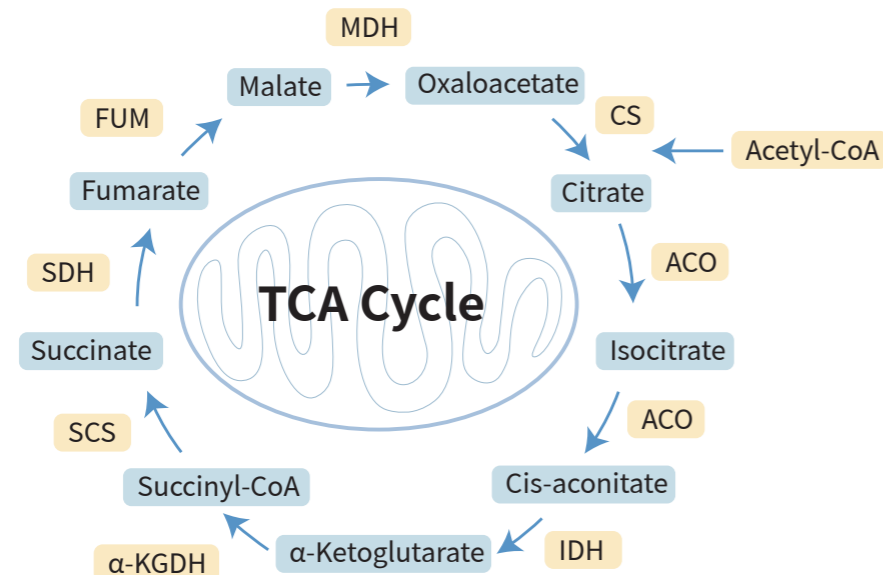 MDH
Malate
Oxaloacetate
FUM
CS
Acetyl-CoA
Fumarate
Citrate
SDH
ACO
TCA Cycle
Succinate
Isocitrate
SCS
ACO
Succinyl-CoA
Cis-aconitate
α-KGDH
α-Ketoglutarate
IDH